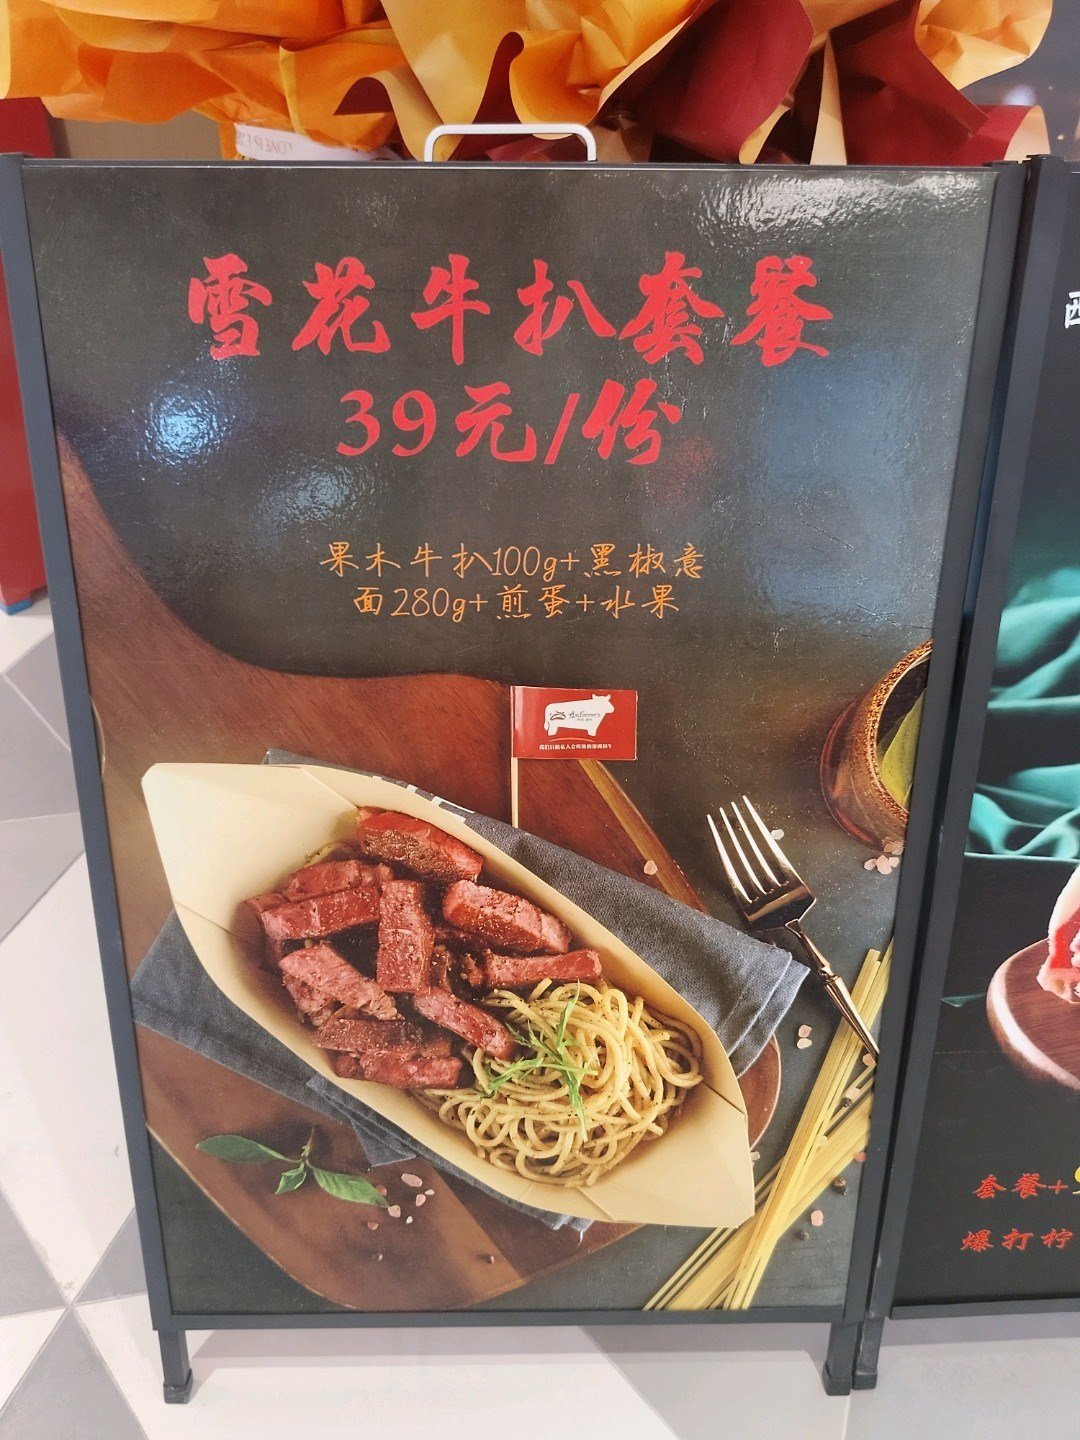 雪花牛扒套餐
39元/份
果木牛扒100g+黑椒意
面280g+煎蛋+水果
西
套餐+
爆打柠